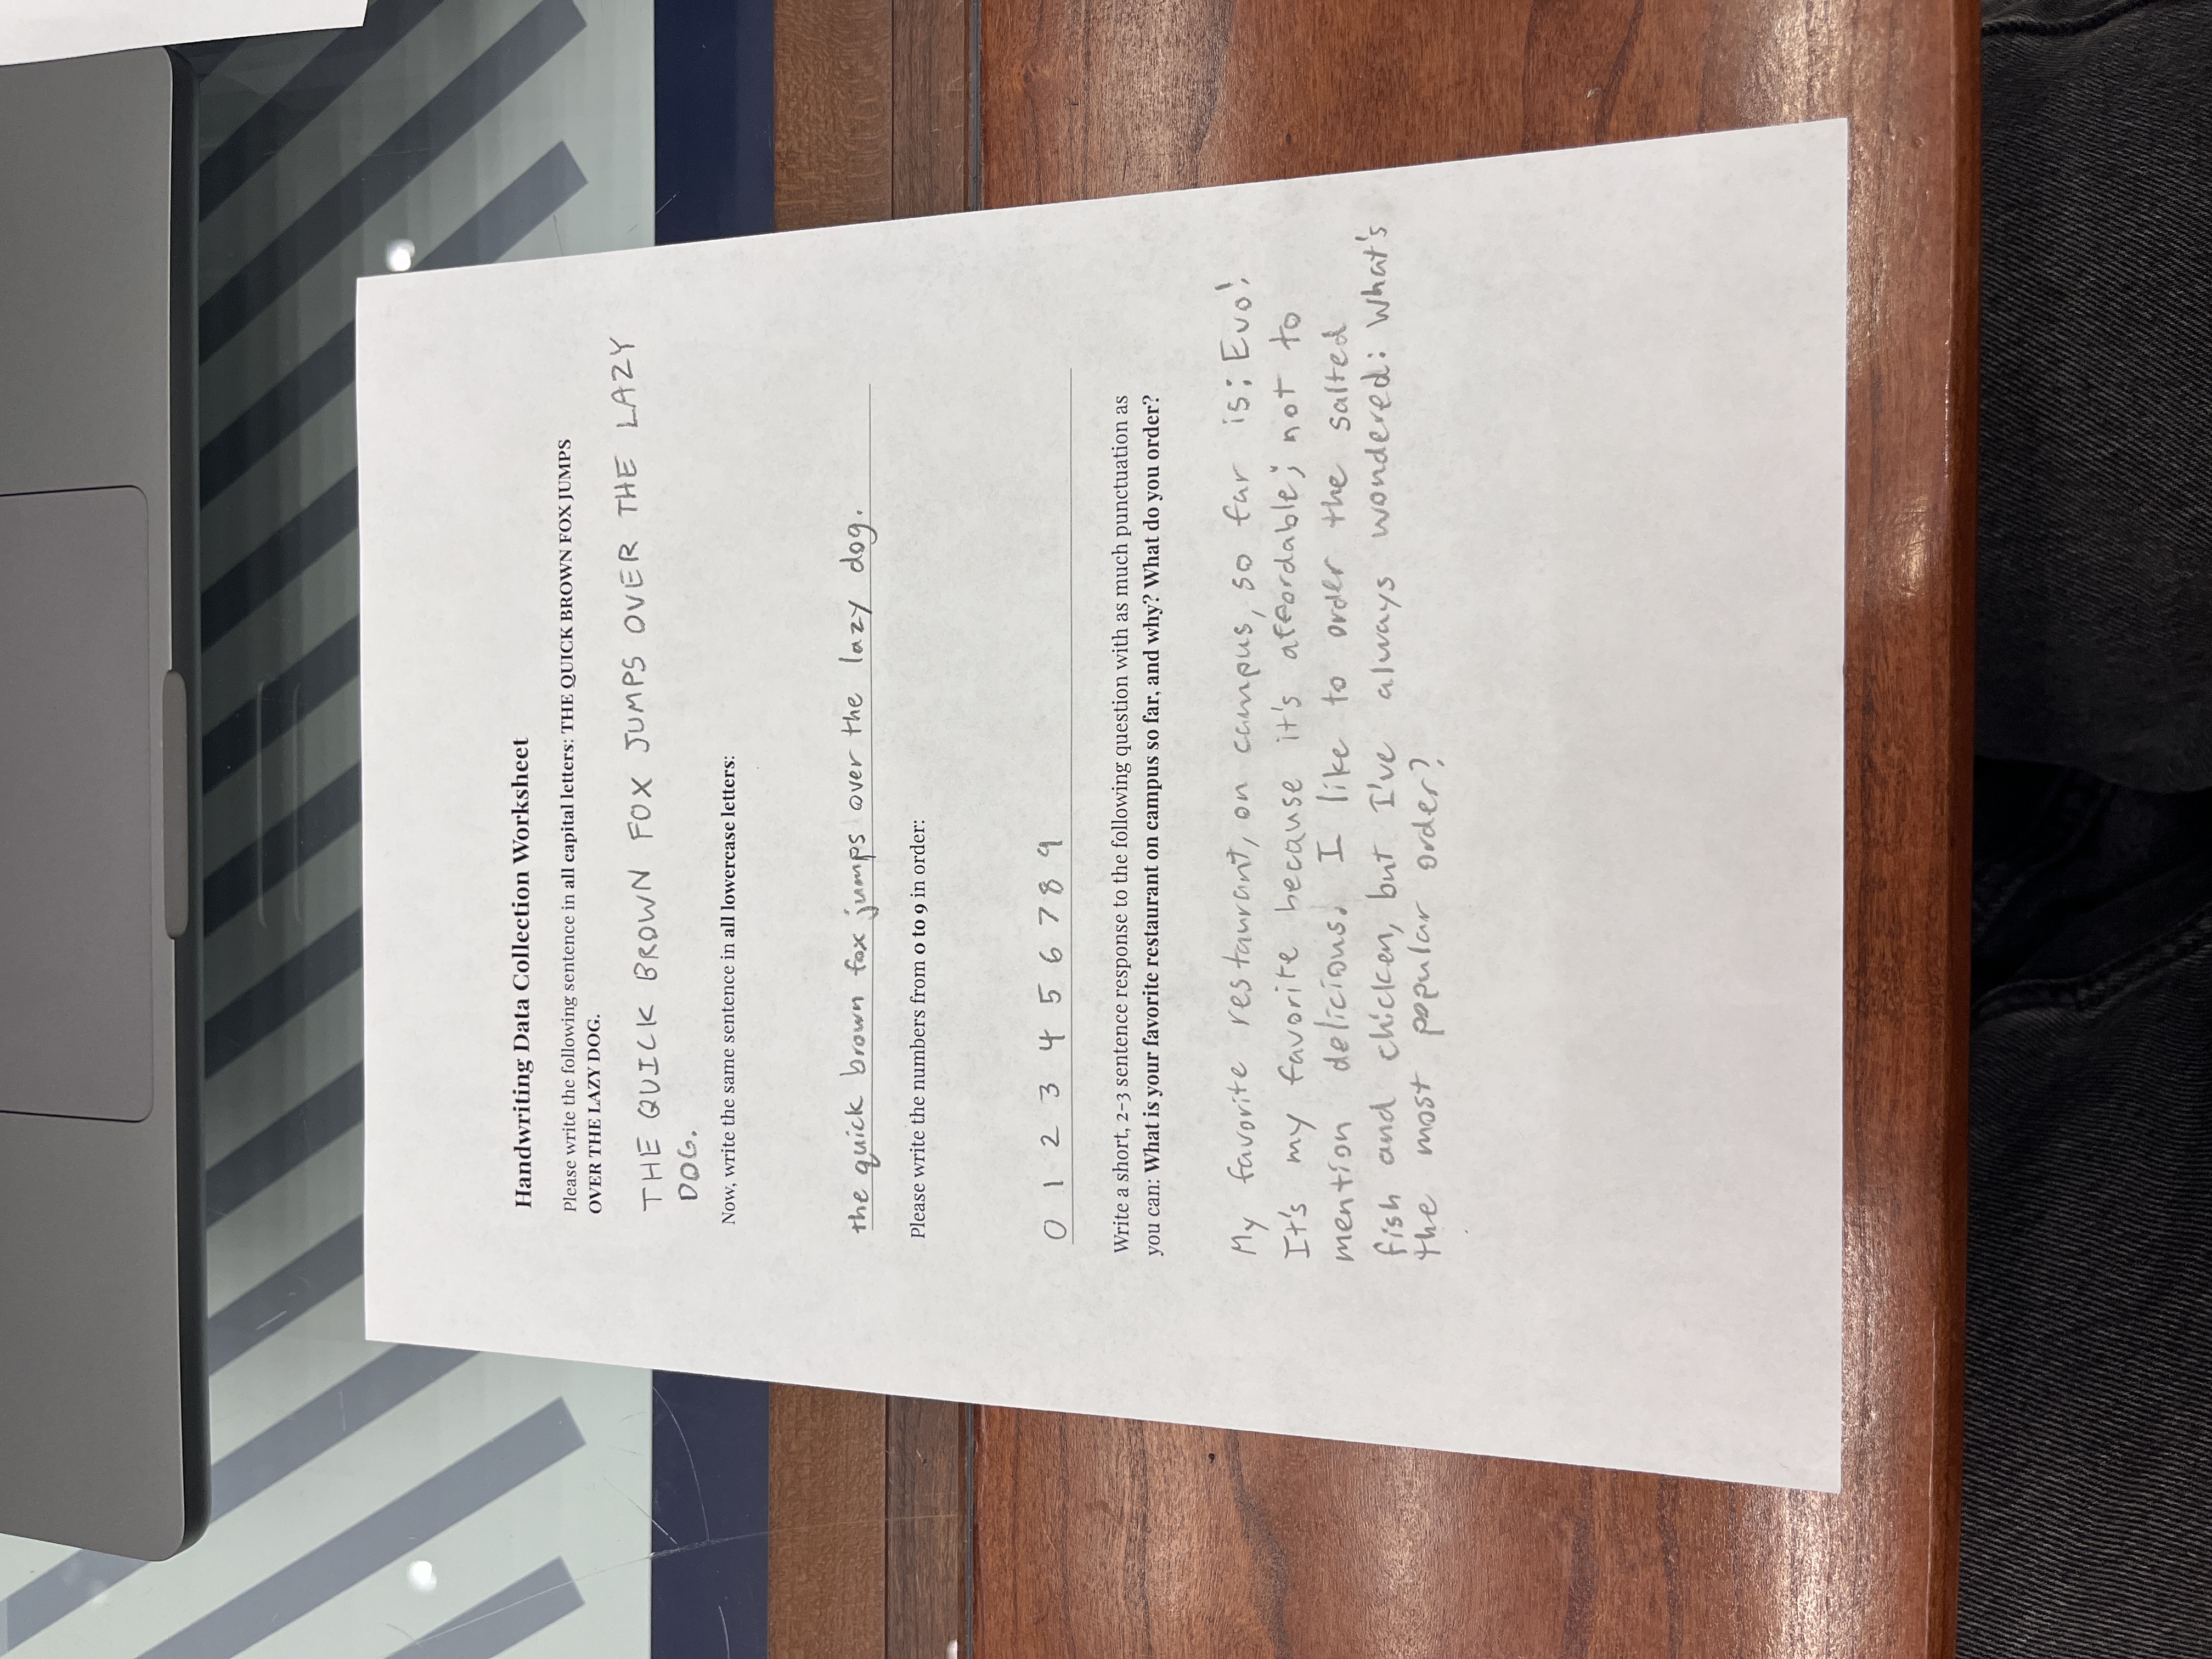 Handwriting Data Collection Worksheet
Please write the following sentence in all capital letters: THE QUICK BROWN FOX JUMPS
OVER THE LAZY DOG.
THE QUICK BROWN FOX JUMPS OVER THE LAZY
DOG.
Now, write the same sentence in all lowercase letters:
the quick brown fox jumps over the lazy dog.
Please write the numbers from 0 to 9 in order:
0 1 2 3 4 5 6 7 8 9
Write a short, 2-3 sentence response to the following question with as much punctuation as
you can: What is your favorite restaurant on campus so far, and why? What do you order?
My favorite restaurant, on campus, so far is: Evo!
It's my favorite because it's affordable; not to
mention delicious. I like to order the salted
fish and chicken, but I've always wondered: What's
the most popular order?